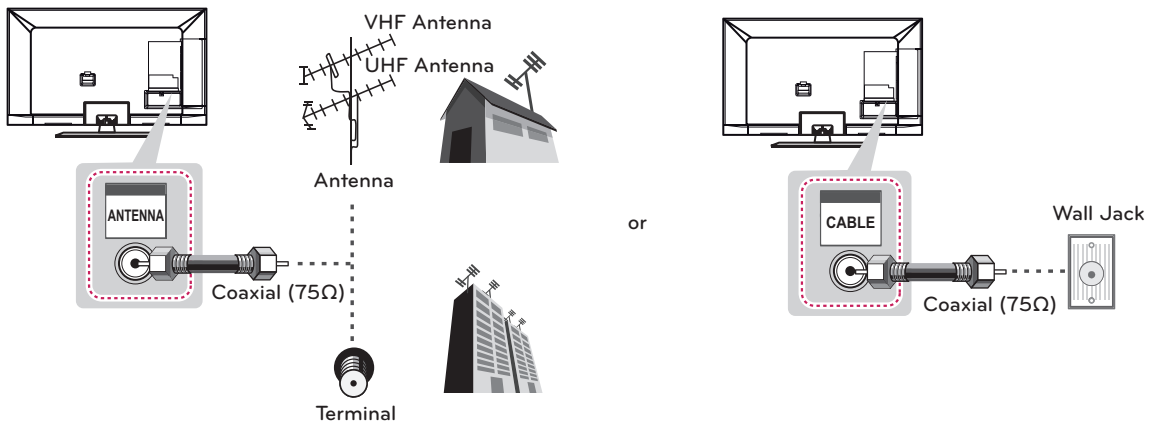 VHF Antenna
UHF Antenna
Antenna
ANTENNA
Coaxial (75Ω)
Terminal
or
CABLE
Wall Jack
Coaxial (75Ω)